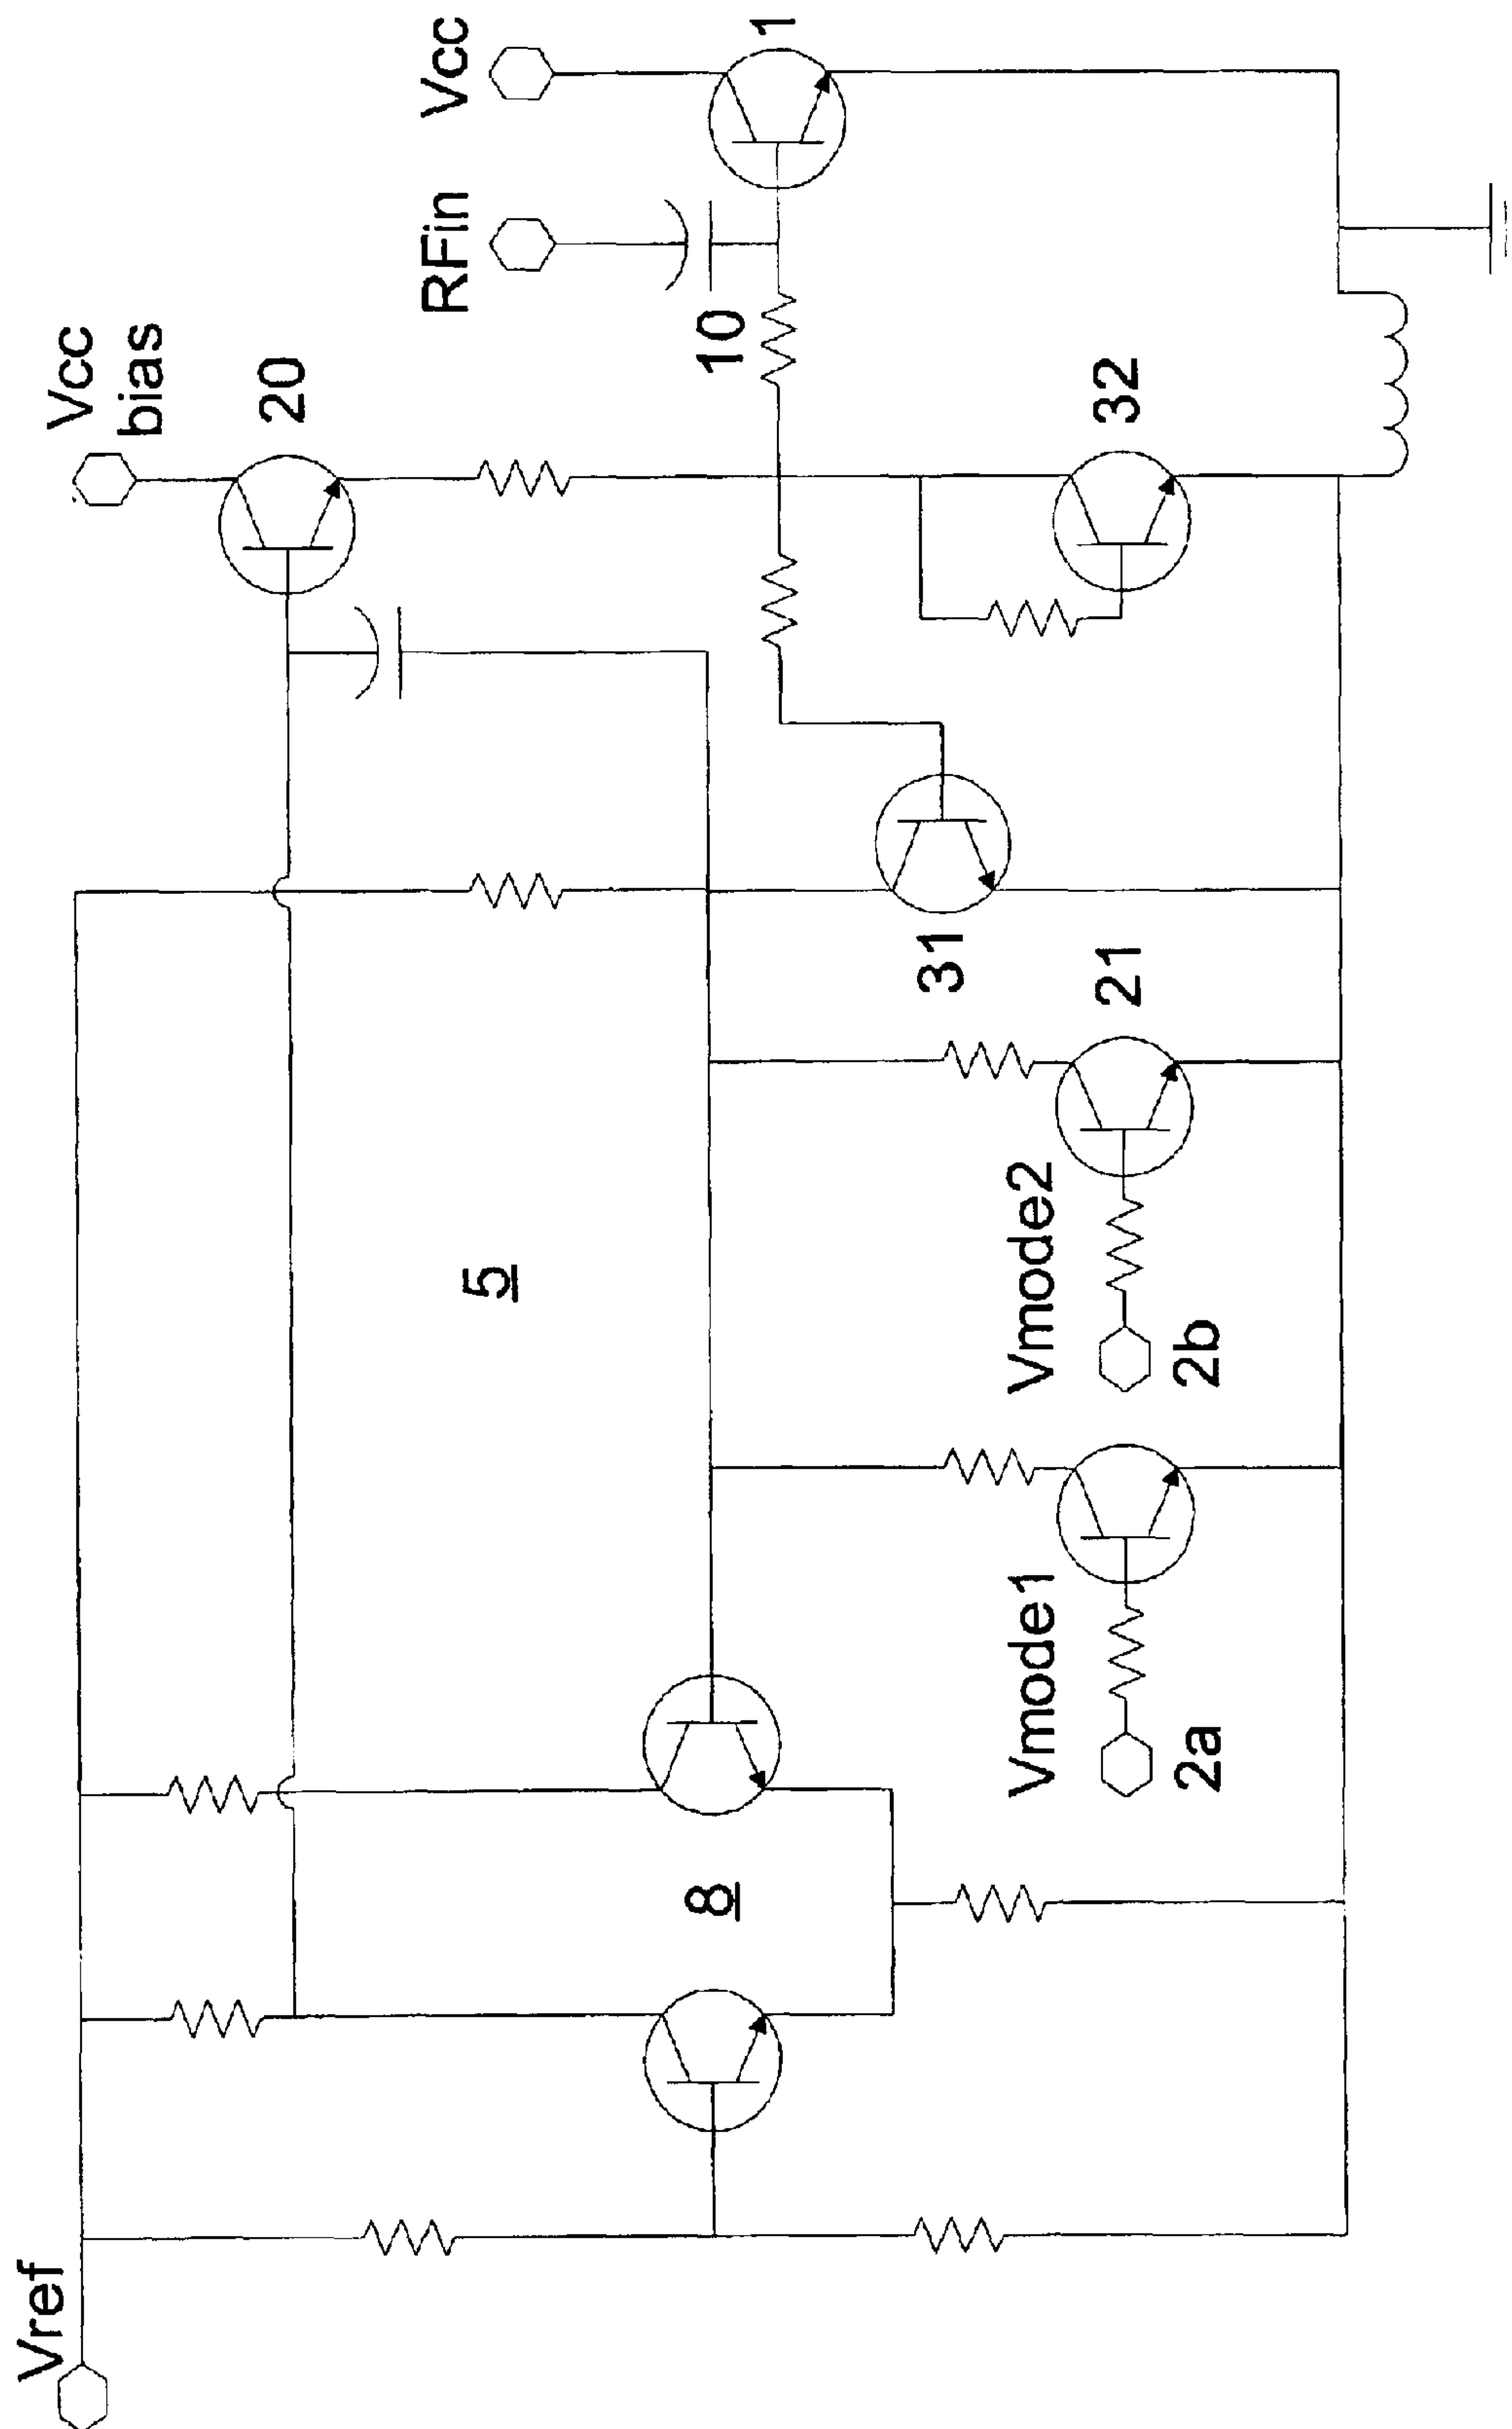 Vref
Vcc
bias
20
Vcc
1
RFin
10
5
8
31
32
21
Vmode1
2a
Vmode2
2b